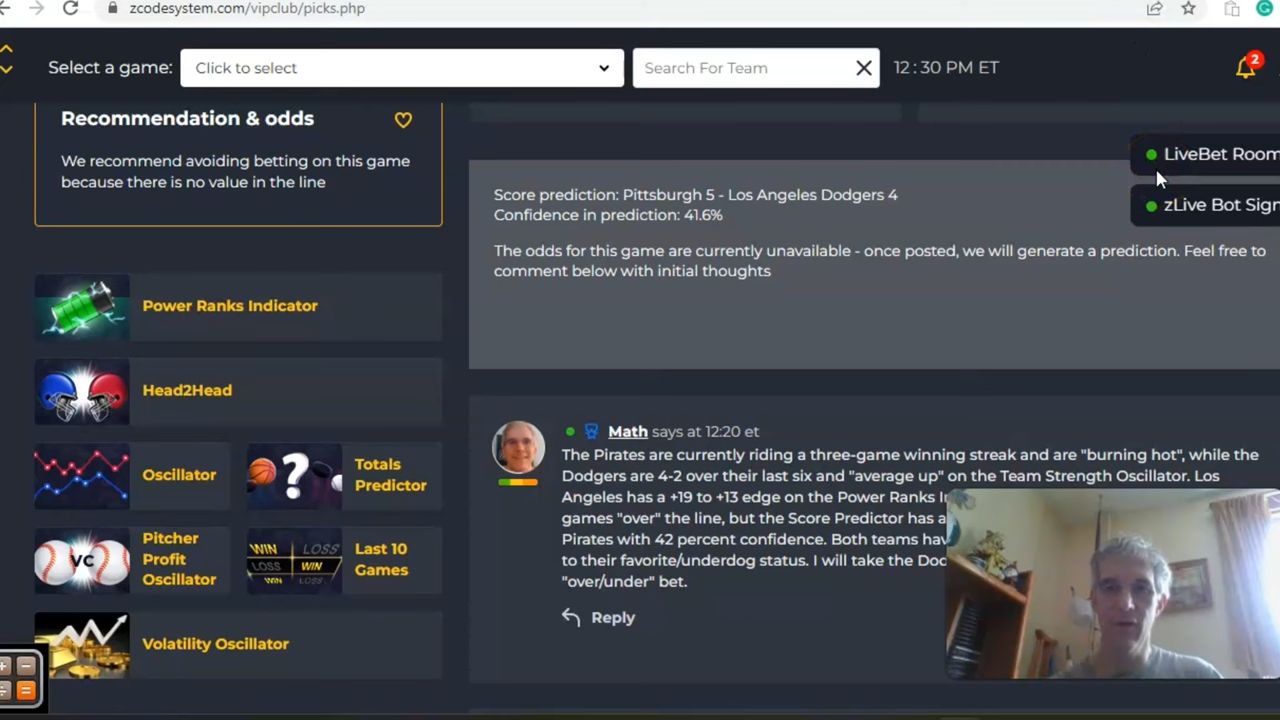 zcodesystem.com/vipclub/picks.php
Select a game: Click to select Search For Team 12:30 PM ET 2
Recommendation & odds
We recommend avoiding betting on this game
because there is no value in the line
Power Ranks Indicator
Head2Head
Oscillator
Totals
Predictor
Pitcher
Profit
Oscillator
VC
WIN LOSS
LOSS WIN
WIN LOSS
Last 10
Games
Volatility Oscillator
LiveBet Room
zLive Bot Sign
Score prediction: Pittsburgh 5 - Los Angeles Dodgers 4
Confidence in prediction: 41.6%
The odds for this game are currently unavailable - once posted, we will generate a prediction. Feel free to
comment below with initial thoughts
Math says at 12:20 et
The Pirates are currently riding a three-game winning streak and are "burning hot", while the
Dodgers are 4-2 over their last six and "average up" on the Team Strength Oscillator. Los
Angeles has a +19 to +13 edge on the Power Ranks
games "over" the line, but the Score Predictor has a
Pirates with 42 percent confidence. Both teams
to their favorite/underdog status. I will take the
"over/under" bet.
Reply